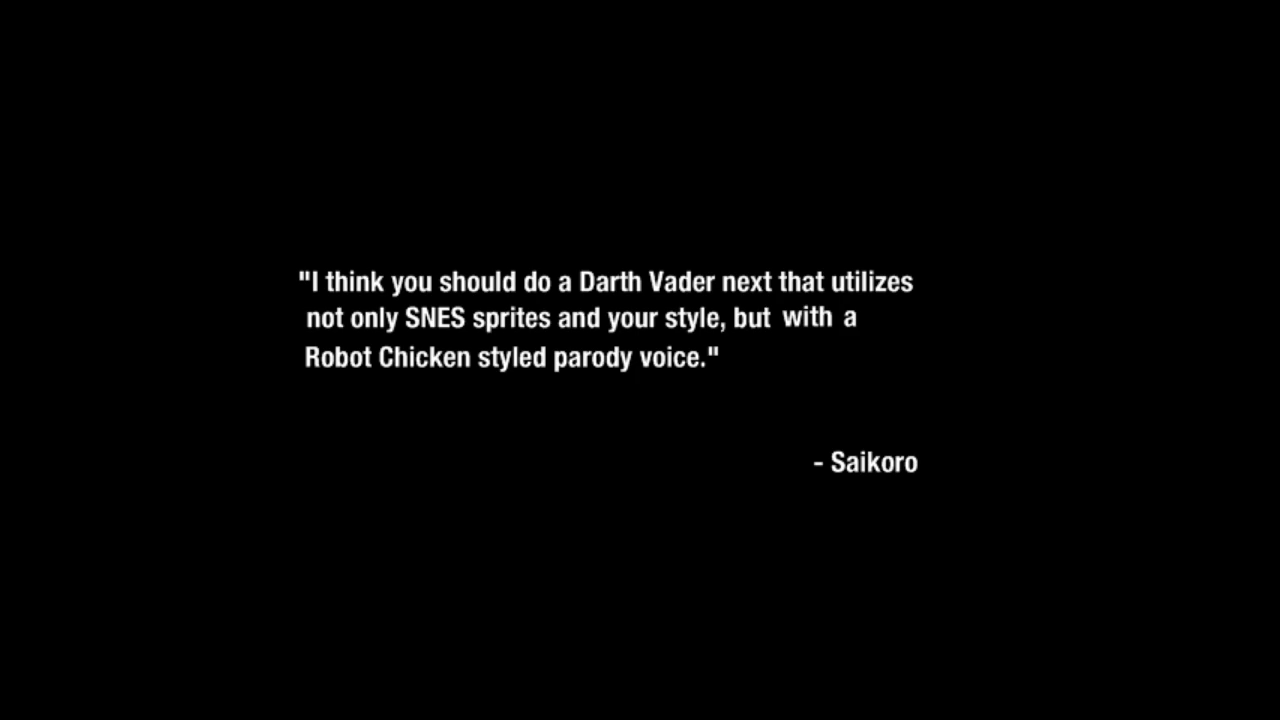 "I think you should do a Darth Vader next that utilizes
not only SNES sprites and your style, but with a
Robot Chicken styled parody voice."
- Saikoro